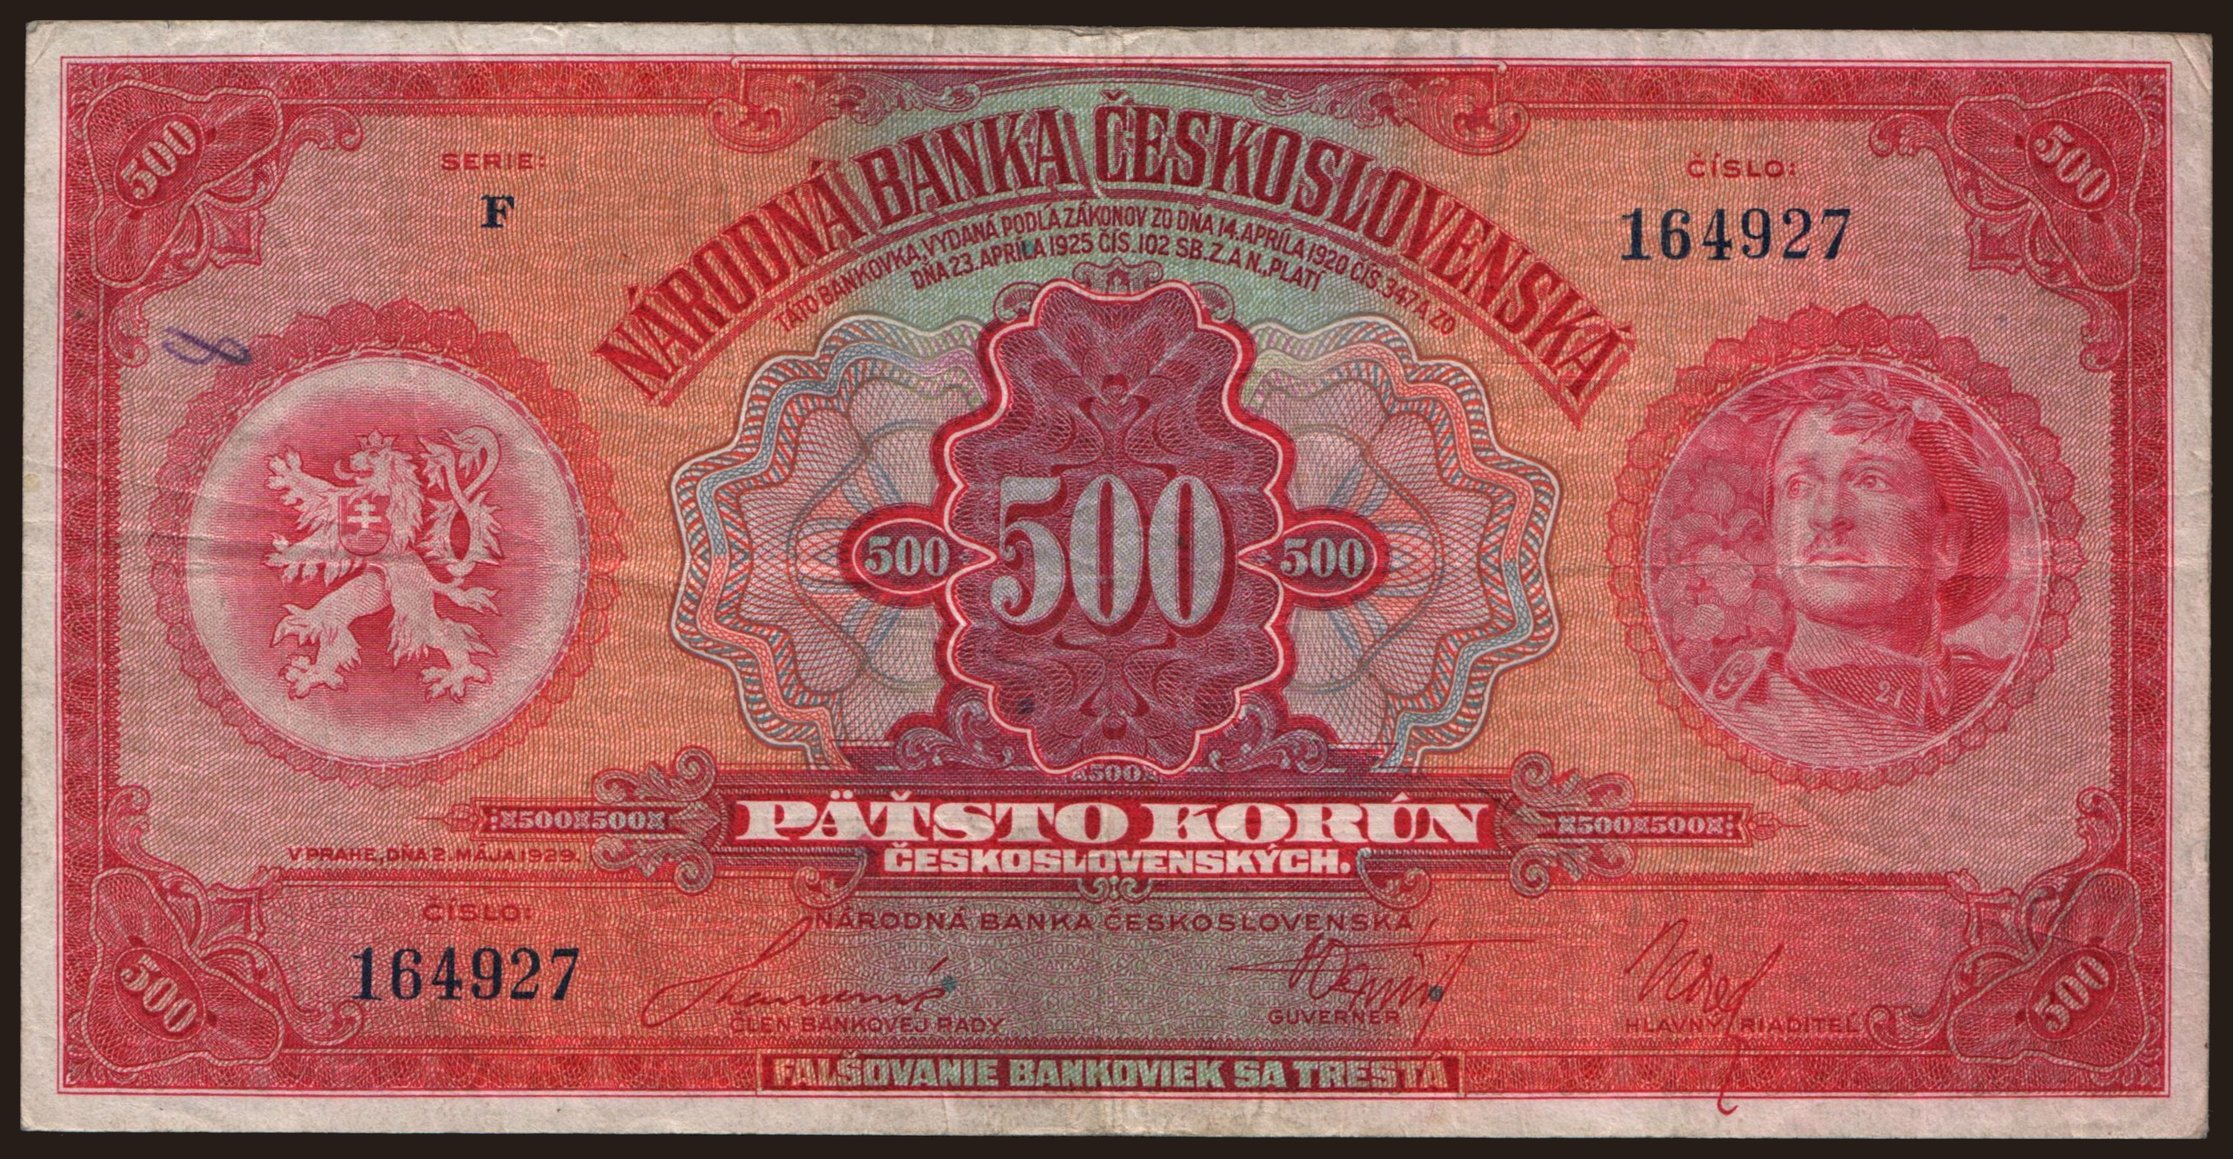 500
500
SERIE:
F
ČÍSLO:
164927
NÁRODNÁ BANKA ČESKOSLOVENSKÁ
TÁTO BANKOVKA, VYDANÁ PODĽA ZÁKONOV ZO DŇA 14. APRÍLA 1920 ČÍS. 347 A ZO
DŇA 23. APRÍLA 1925 ČÍS. 102 SB. Z. A N., PLATÍ
500
500
500
21
500
PÄŤSTO KORÚN
ČESKOSLOVENSKÝCH.
500 500
500 500
V PRAHE, DŇA 2. MÁJA 1929.
ČÍSLO:
164927
NÁRODNÁ BANKA ČESKOSLOVENSKÁ
ČLEN BANKOVEJ RADY
GUVERNÉR
HLAVNÝ RIADITEĽ
500
500
FALŠOVANIE BANKOVIEK SA TRESTÁ